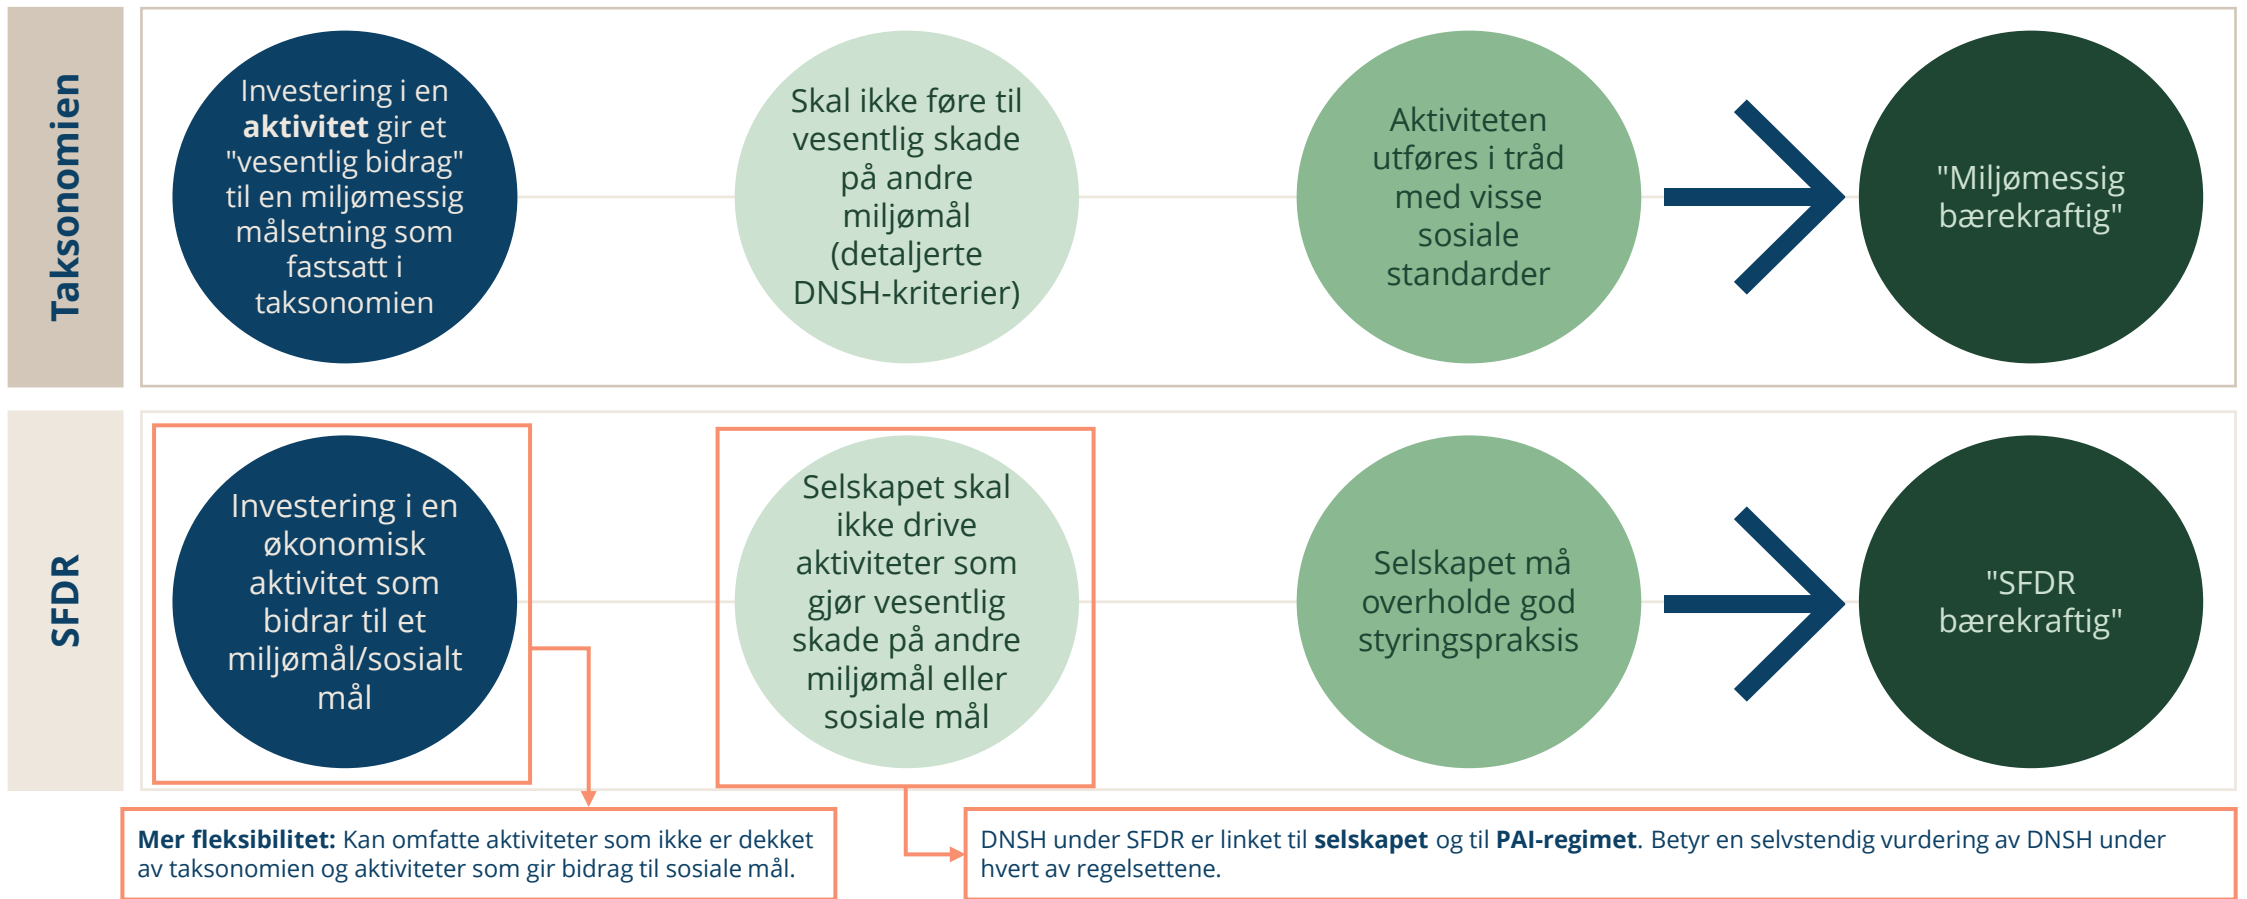 Taksonomien
Investering i en
aktivitet gir et
"vesentlig bidrag"
til en miljømessig
målsetning som
fastsatt i
taksonomien
Skal ikke føre til
vesentlig skade
på andre
miljømål
(detaljerte
DNSH-kriterier)
Aktiviteten
utføres i tråd
med visse
sosiale
standarder
"Miljømessig
bærekraftig"
SFDR
Investering i en
økonomisk
aktivitet som
bidrar til et
miljømål/sosialt
mål
Selskapet skal
ikke drive
aktiviteter som
gjør vesentlig
skade på andre
miljømål eller
sosiale mål
Selskapet må
overholde god
styringspraksis
"SFDR
bærekraftig"
Mer fleksibilitet: Kan omfatte aktiviteter som ikke er dekket
av taksonomien og aktiviteter som gir bidrag til sosiale mål.
DNSH under SFDR er linket til selskapet og til PAI-regimet. Betyr en selvstendig vurdering av DNSH under
hvert av regelsettene.